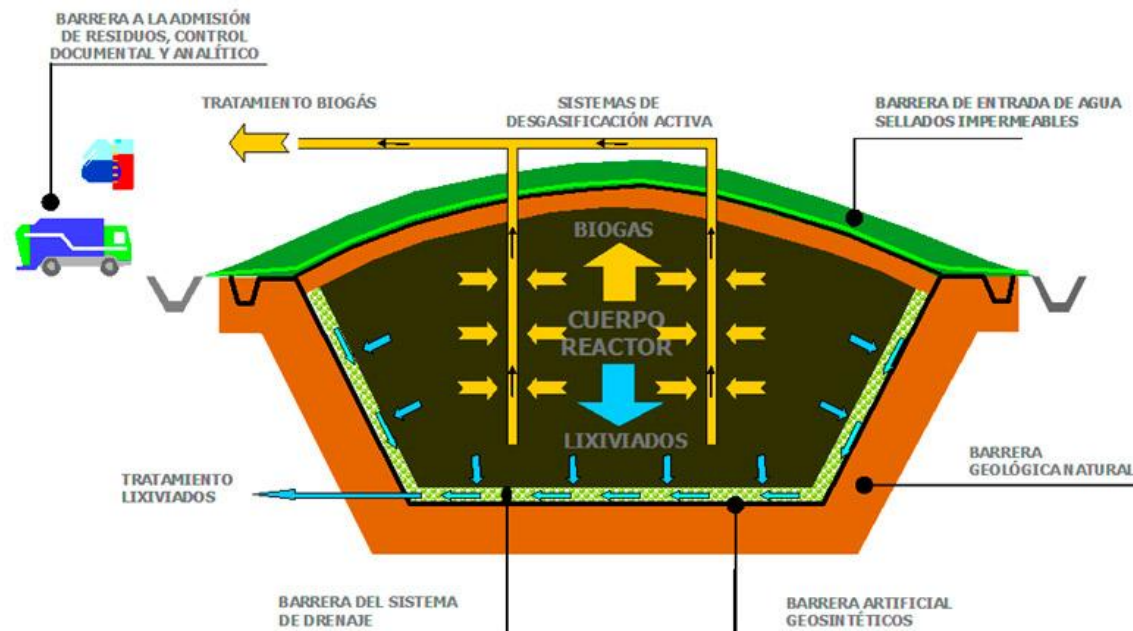 BARRERA A LA ADMISIÓN
DE RESIDUOS, CONTROL
DOCUMENTAL Y ANALÍTICO
TRATAMIENTO BIOGÁS
SISTEMAS DE
DESGASIFICACIÓN ACTIVA
BARRERA DE ENTRADA DE AGUA
SELLADOS IMPERMEABLES
BIOGAS
CUERPO
REACTOR
LIXIVIADOS
TRATAMIENTO
LIXIVIADOS
BARRERA
GEOLÓGICA NATURAL
BARRERA DEL SISTEMA
DE DRENAJE
BARRERA ARTIFICIAL
GEOSINTÉTICOS